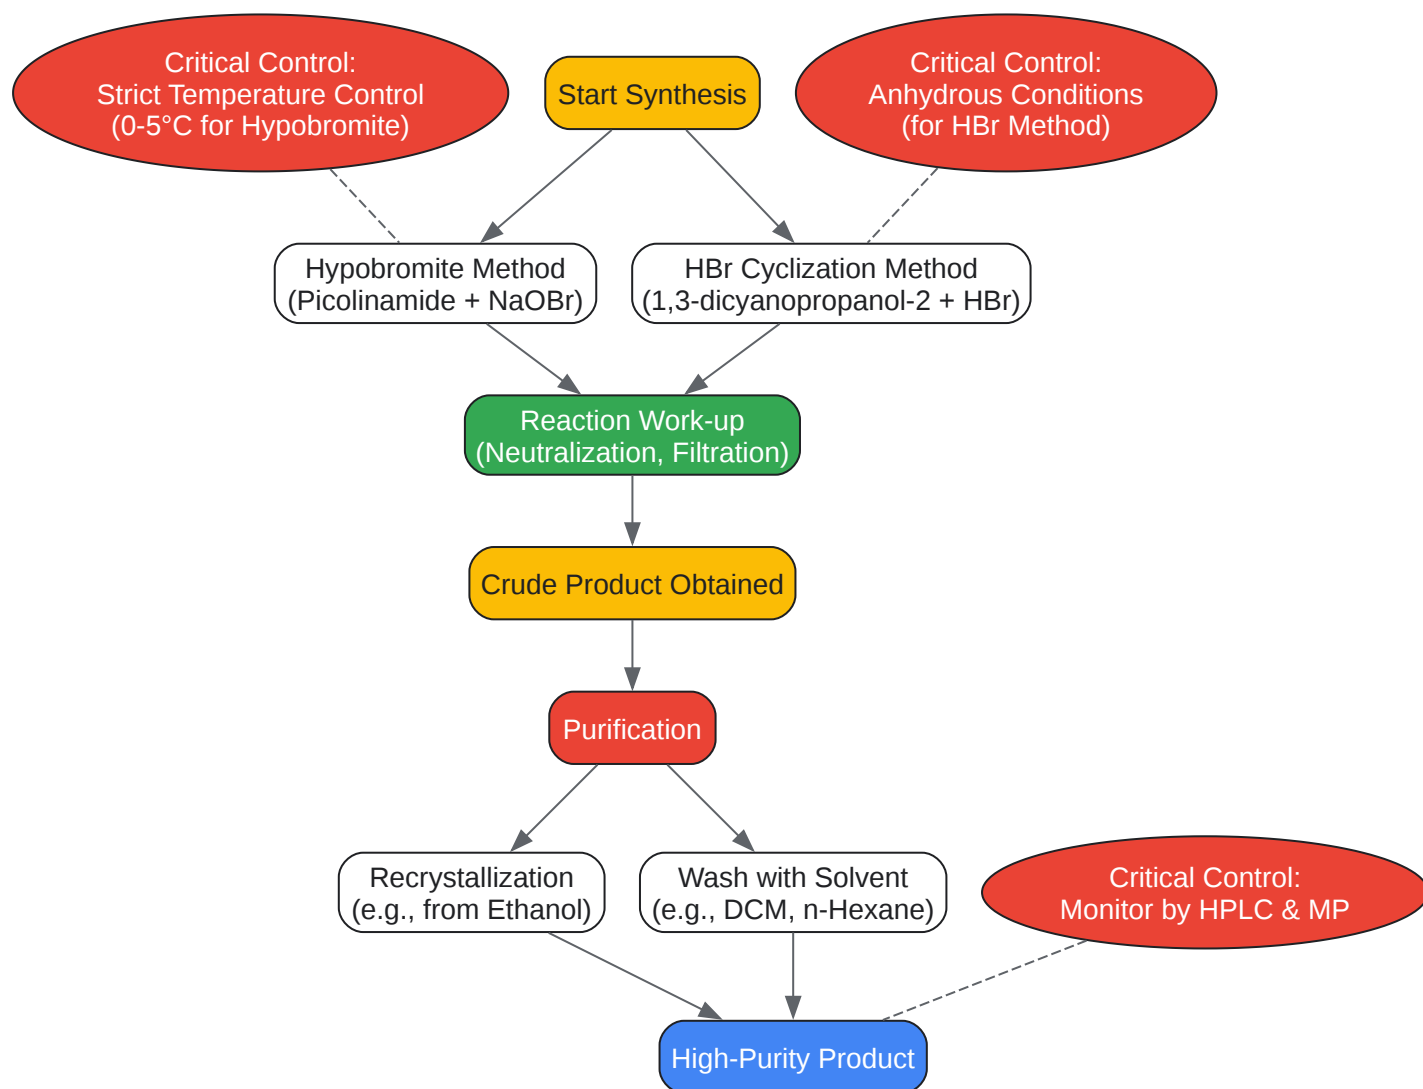 Critical Control:
Strict Temperature Control
(0-5°C for Hypobromite)
Start Synthesis
Critical Control:
Anhydrous Conditions
(for HBr Method)
Hypobromite Method
(Picolinamide + NaOBr)
HBr Cyclization Method
(1,3-dicyanopropanol-2 + HBr)
Reaction Work-up
(Neutralization, Filtration)
Crude Product Obtained
Purification
Recrystallization
(e.g., from Ethanol)
Wash with Solvent
(e.g., DCM, n-Hexane)
Critical Control:
Monitor by HPLC & MP
High-Purity Product